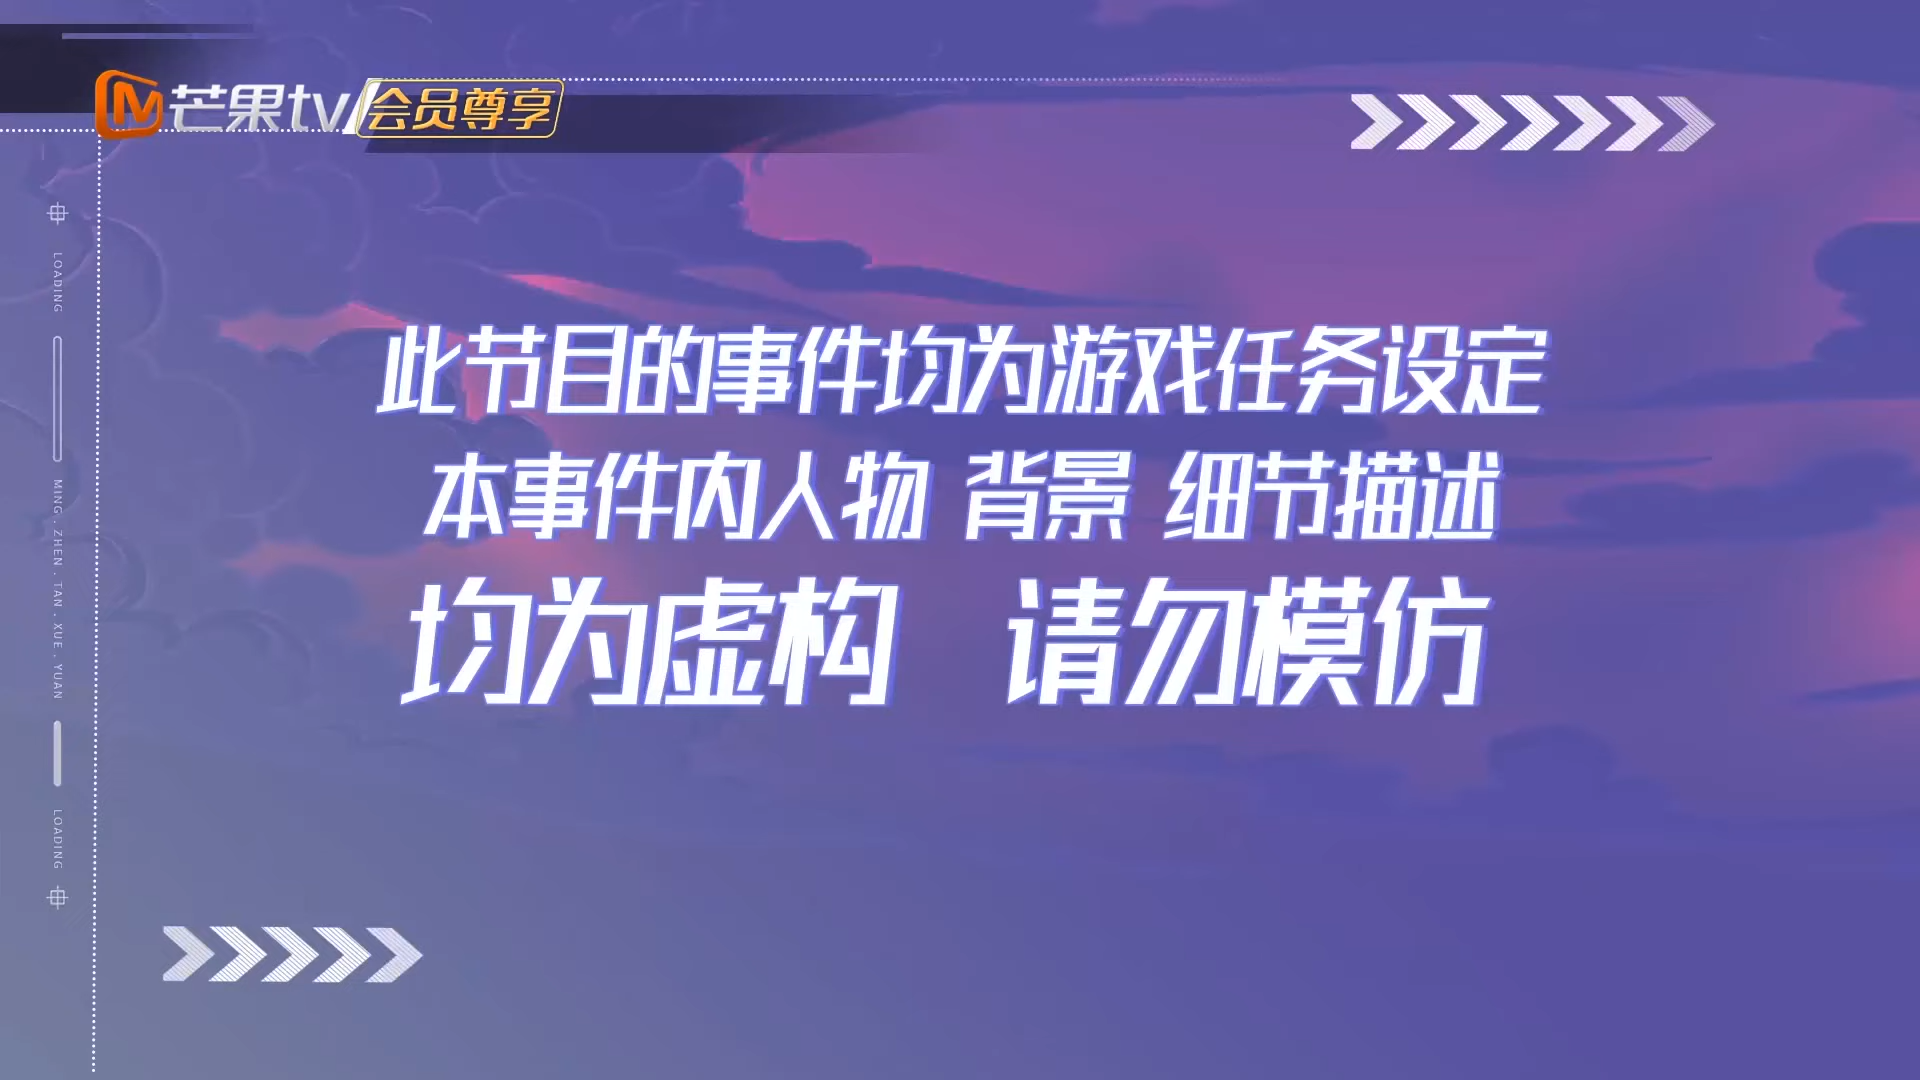 芒果tv 会员尊享
LOADING
此节目的事件均为游戏任务设定
本事件内人物 背景 细节描述
均为虚构 请勿模仿
MING . ZHEN . TAN . XUE . YUAN
LOADING